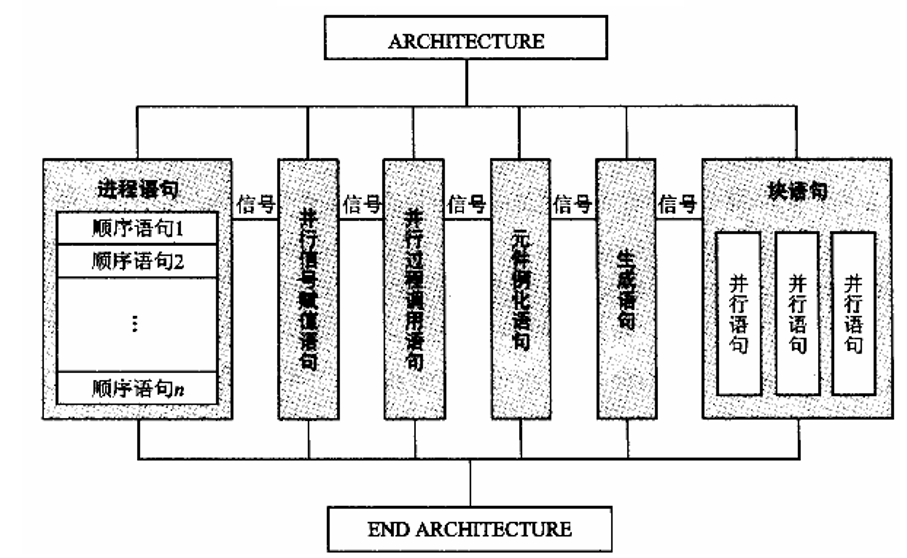 ARCHITECTURE
进程语句
顺序语句1
顺序语句2
⋮
顺序语句n
信号
并行信号赋值语句
信号
并行过程调用语句
信号
元件例化语句
信号
生成语句
信号
块语句
并行语句
并行语句
并行语句
END ARCHITECTURE